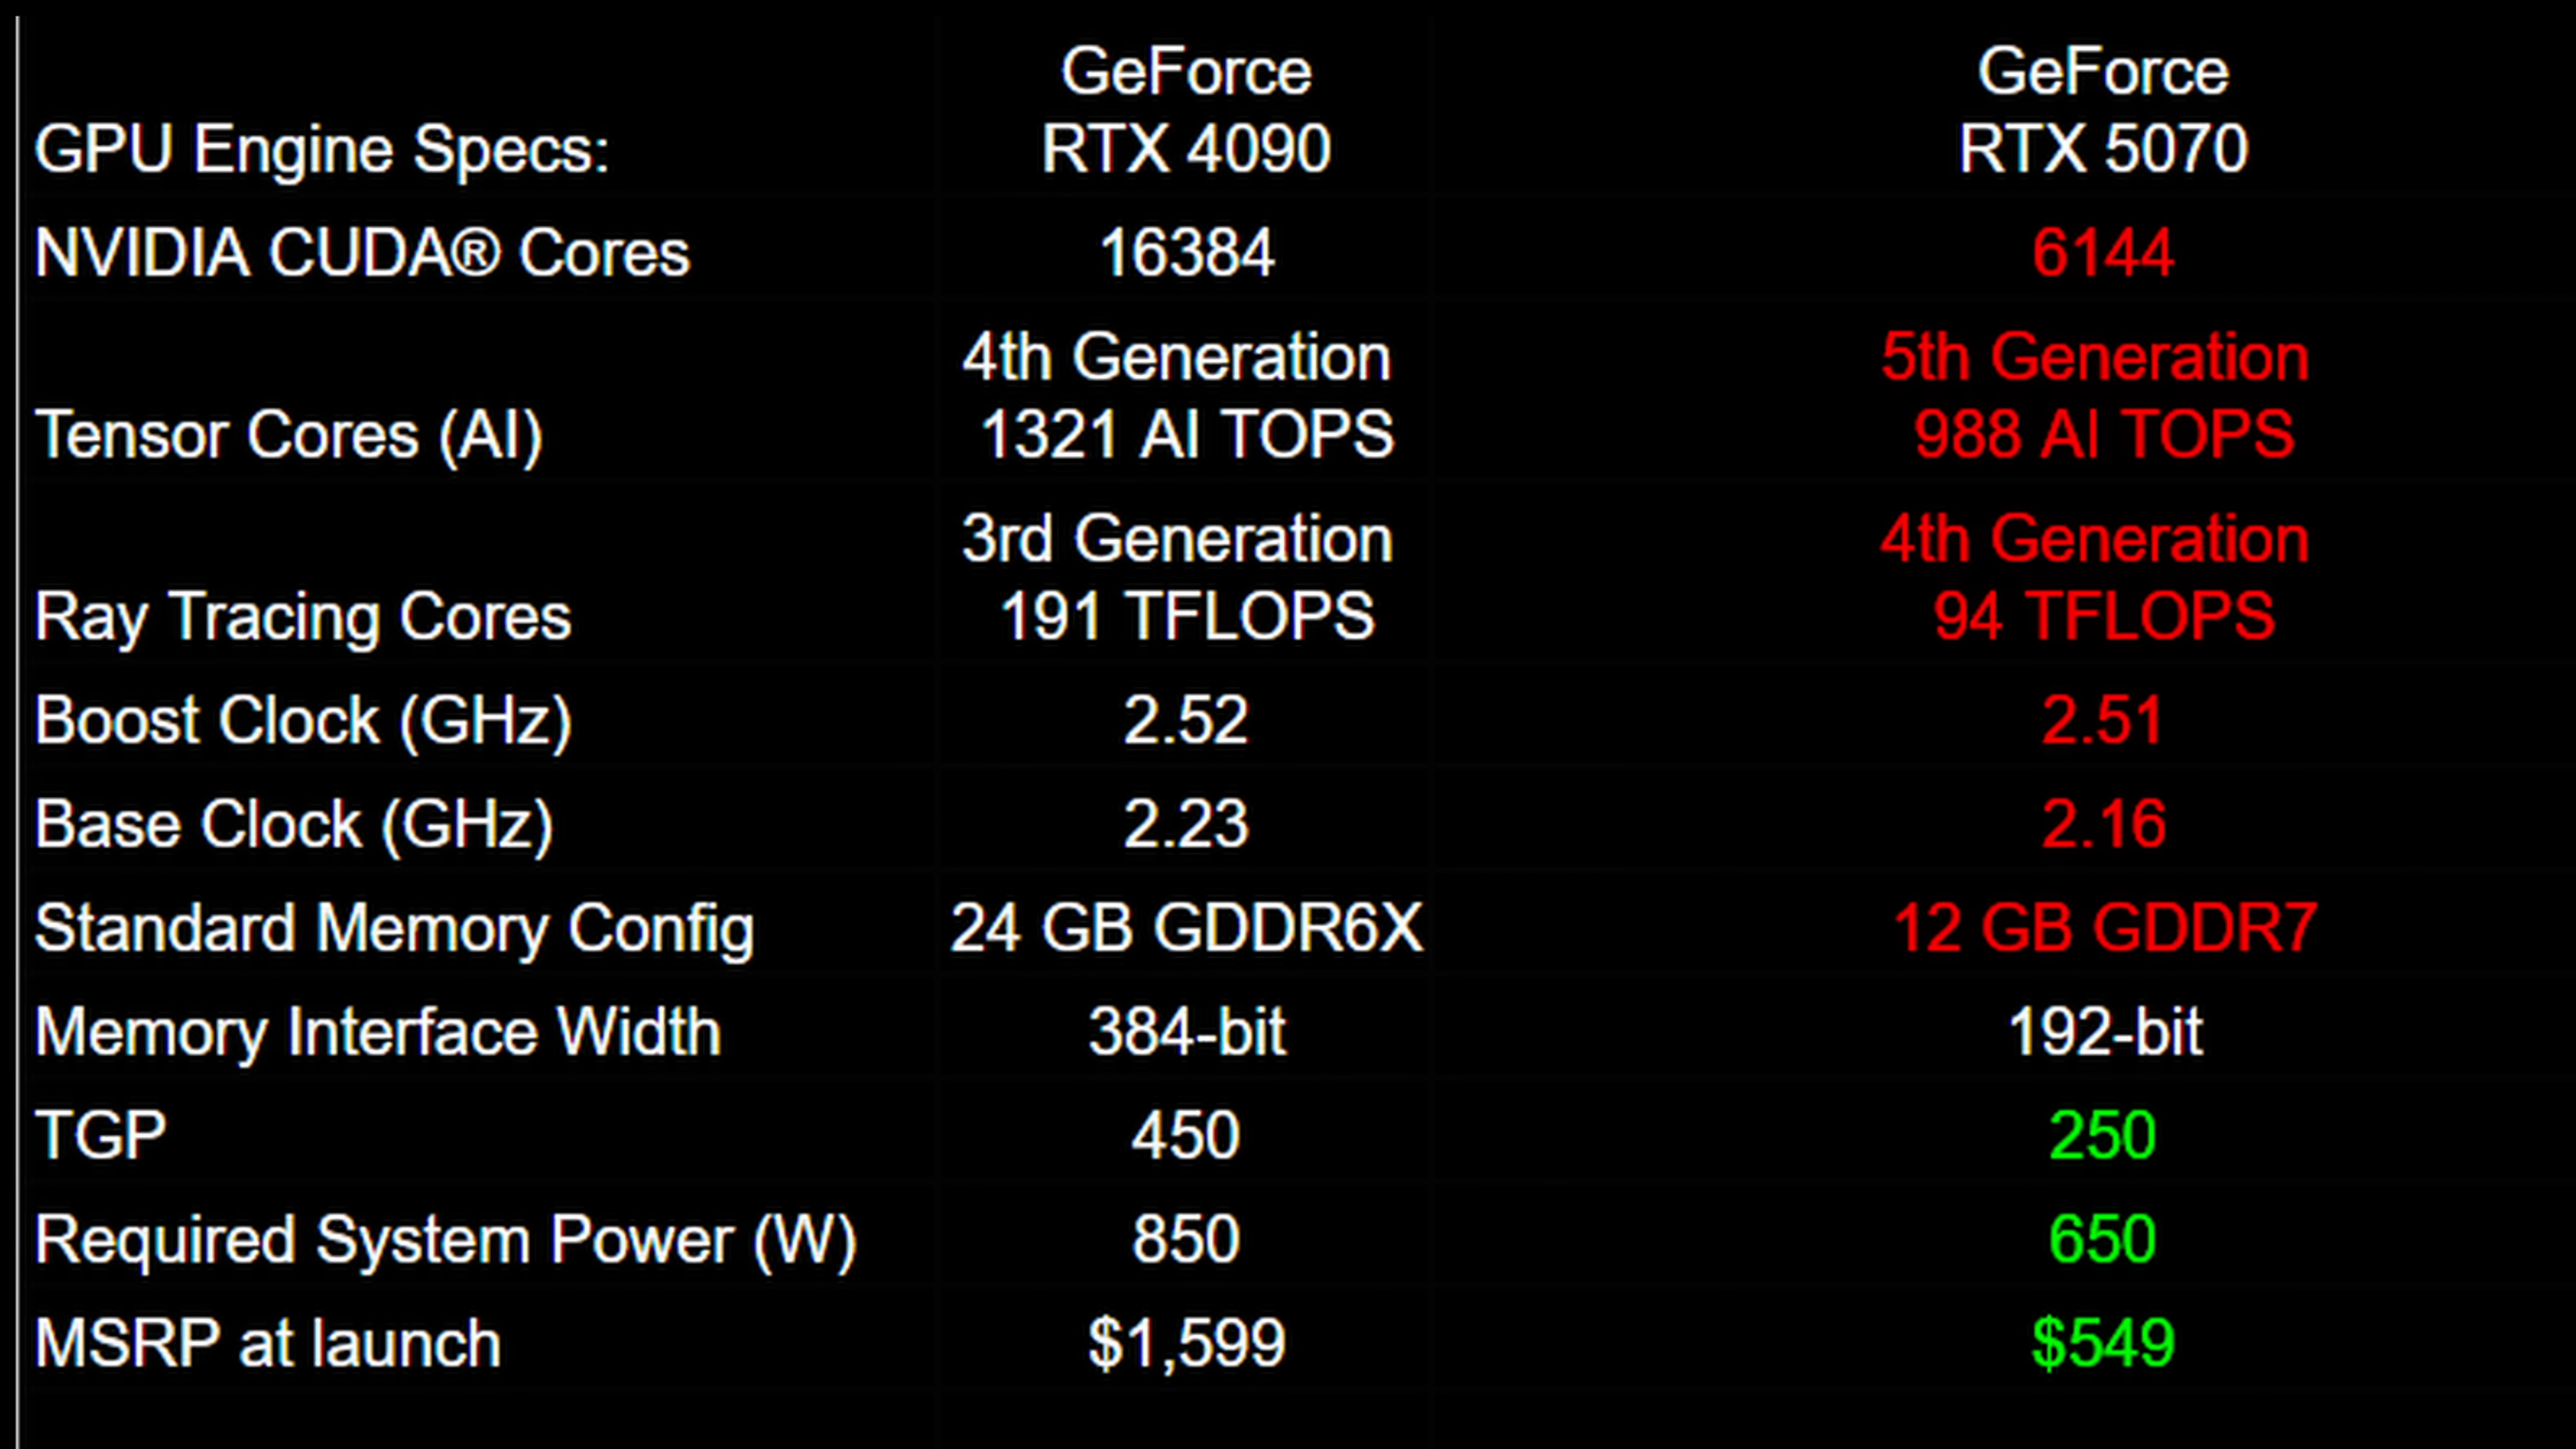 GPU Engine Specs: GeForce RTX 4090 GeForce RTX 5070
NVIDIA CUDA® Cores 16384 6144
Tensor Cores (AI) 4th Generation 1321 AI TOPS 5th Generation 988 AI TOPS
Ray Tracing Cores 3rd Generation 191 TFLOPS 4th Generation 94 TFLOPS
Boost Clock (GHz) 2.52 2.51
Base Clock (GHz) 2.23 2.16
Standard Memory Config 24 GB GDDR6X 12 GB GDDR7
Memory Interface Width 384-bit 192-bit
TGP 450 250
Required System Power (W) 850 650
MSRP at launch $1,599 $549